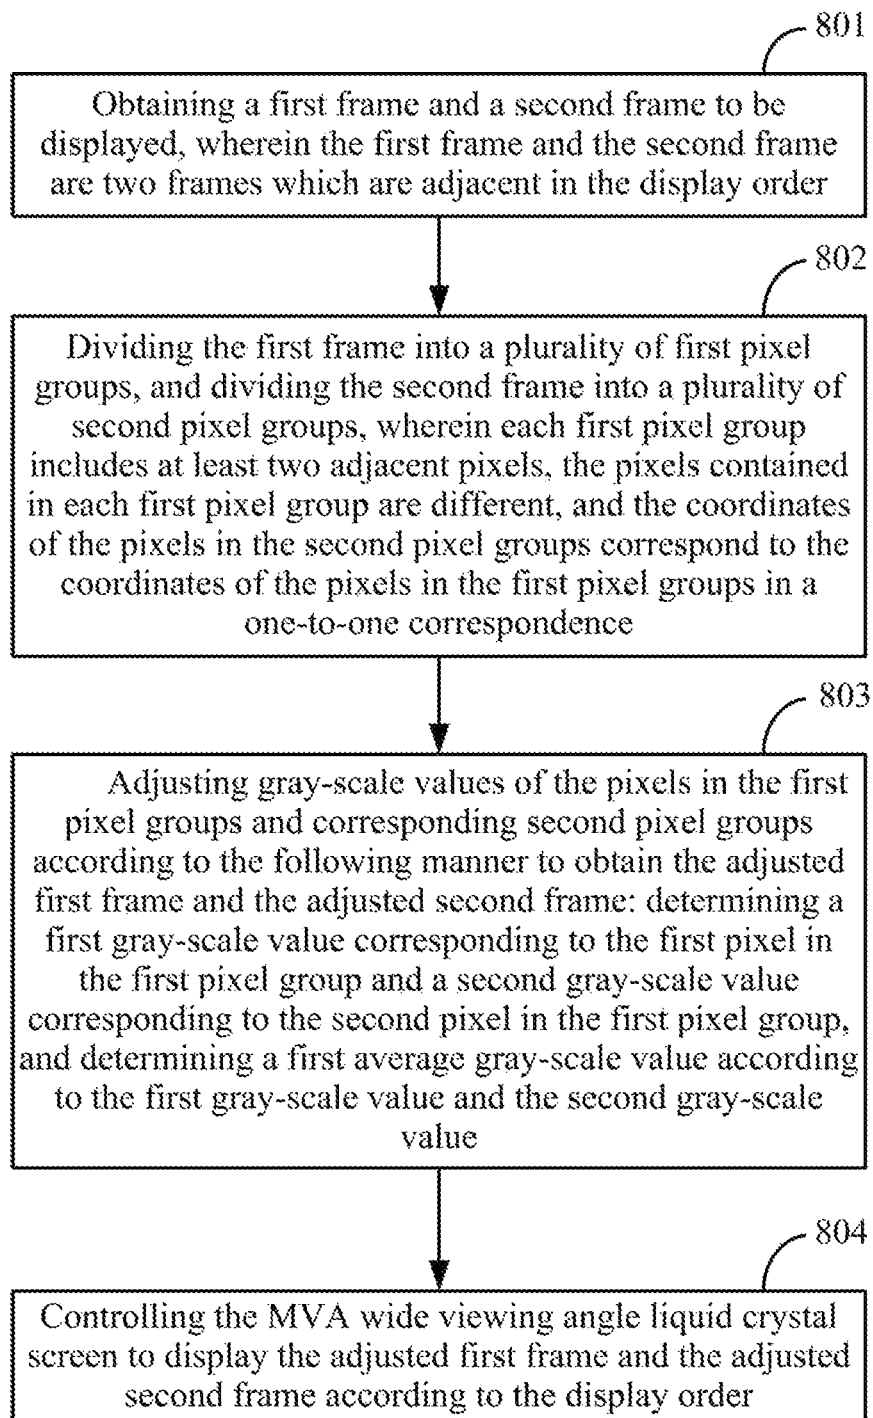 801
Obtaining a first frame and a second frame to be
displayed, wherein the first frame and the second frame
are two frames which are adjacent in the display order
802
Dividing the first frame into a plurality of first pixel
groups, and dividing the second frame into a plurality of
second pixel groups, wherein each first pixel group
includes at least two adjacent pixels, the pixels contained
in each first pixel group are different, and the coordinates
of the pixels in the second pixel groups correspond to the
coordinates of the pixels in the first pixel groups in a
one-to-one correspondence
803
Adjusting gray-scale values of the pixels in the first
pixel groups and corresponding second pixel groups
according to the following manner to obtain the adjusted
first frame and the adjusted second frame: determining a
first gray-scale value corresponding to the first pixel in
the first pixel group and a second gray-scale value
corresponding to the second pixel in the first pixel group,
and determining a first average gray-scale value according
to the first gray-scale value and the second gray-scale
value
804
Controlling the MVA wide viewing angle liquid crystal
screen to display the adjusted first frame and the adjusted
second frame according to the display order